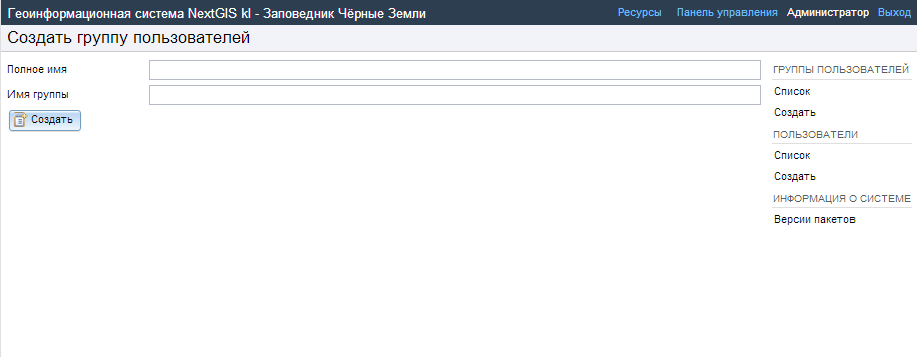 Геоинформационная система NextGIS kl - Заповедник Чёрные Земли
Ресурсы Панель управления Администратор Выход
Создать группу пользователей
Полное имя
Имя группы
Создать
ГРУППЫ ПОЛЬЗОВАТЕЛЕЙ
Список
Создать
ПОЛЬЗОВАТЕЛИ
Список
Создать
ИНФОРМАЦИЯ О СИСТЕМЕ
Версии пакетов